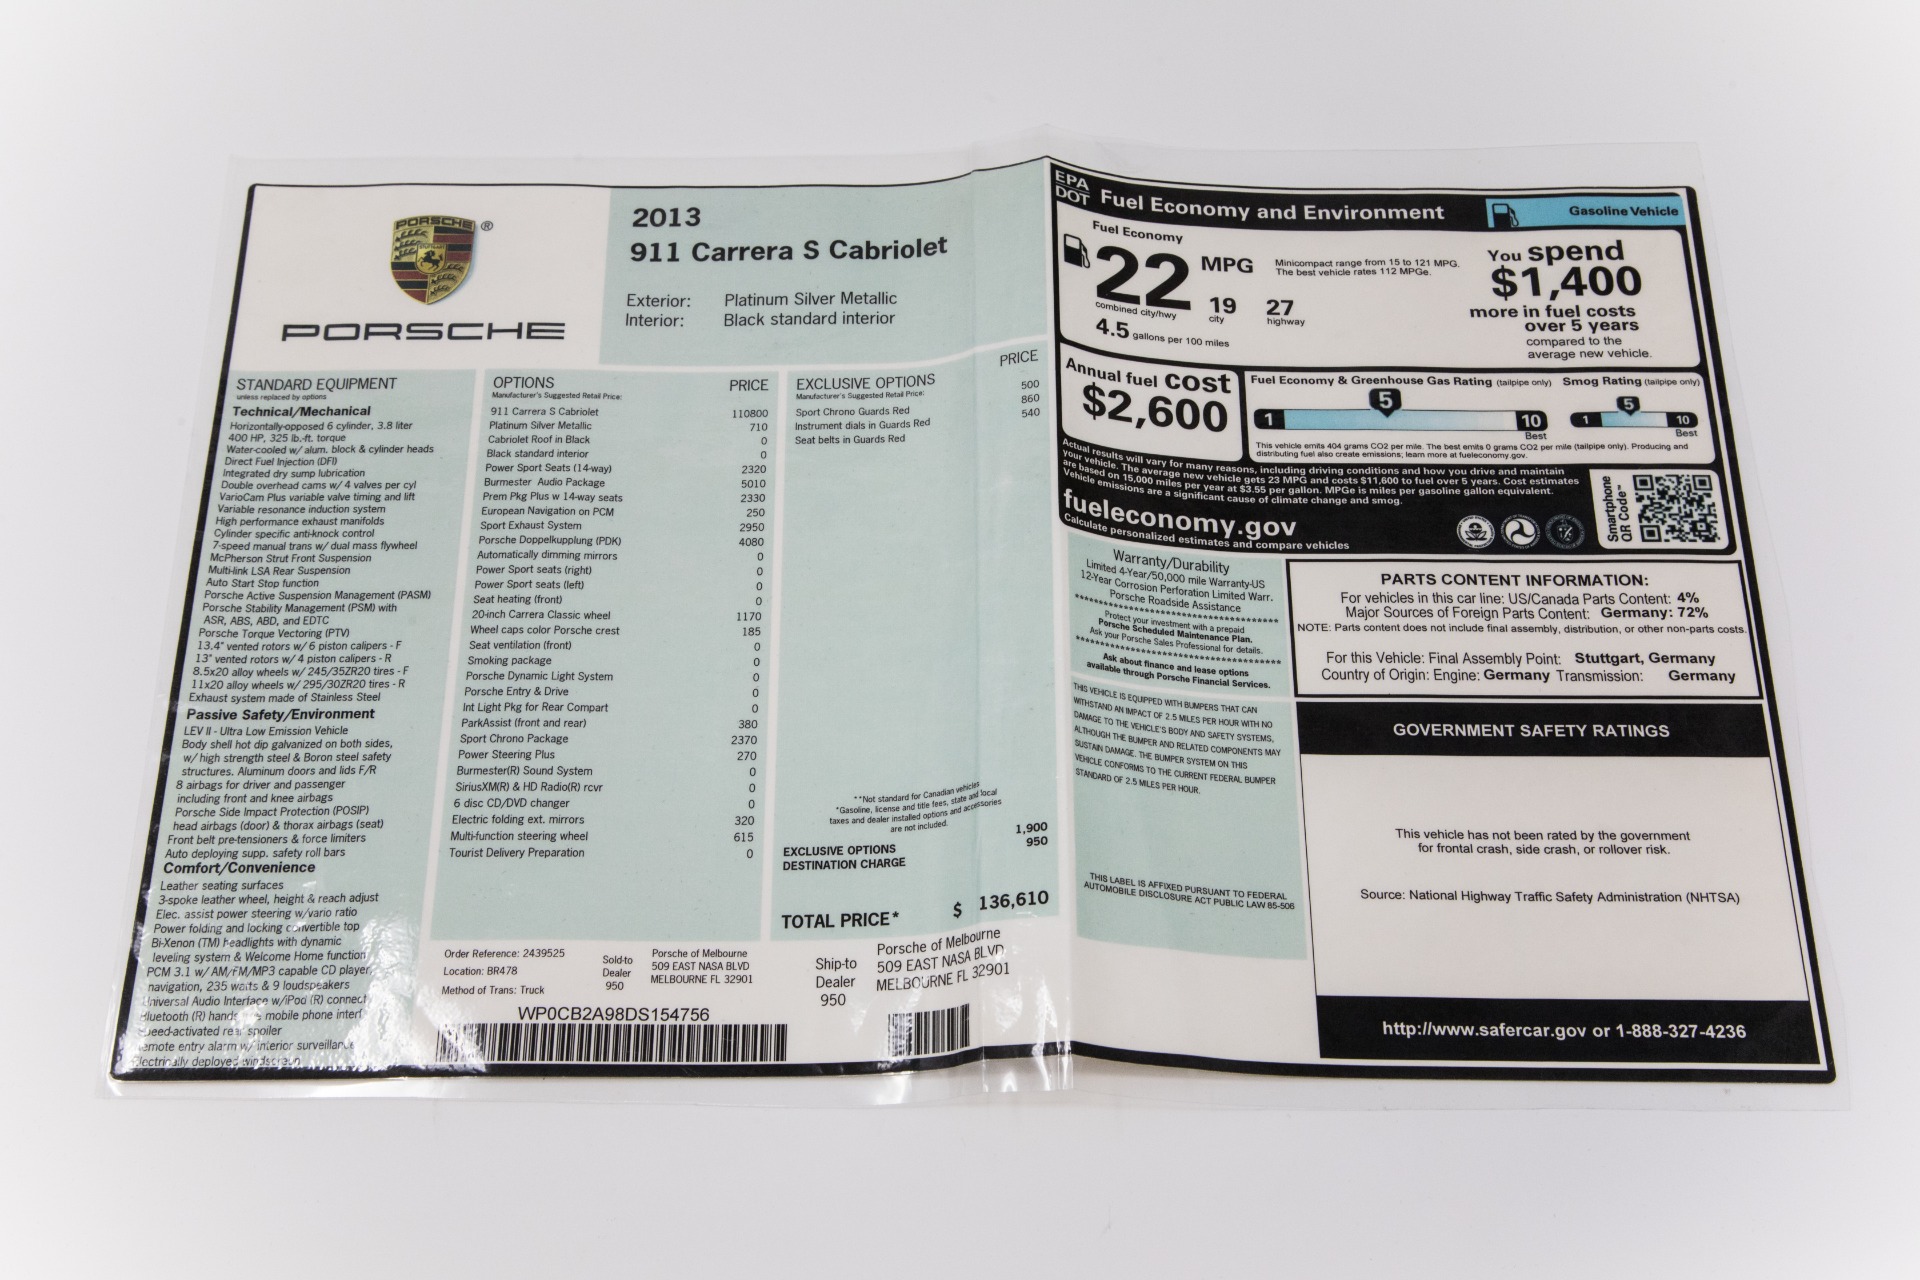 PORSCHE
STUTTGART
®
PORSCHE
2013
911 Carrera S Cabriolet
Exterior: Platinum Silver Metallic
Interior: Black standard interior
STANDARD EQUIPMENT
unless replaced by options
Technical/Mechanical
Horizontally-opposed 6 cylinder, 3.8 liter
400 HP, 325 lb.-ft. torque
Water-cooled w/ alum. block & cylinder heads
Direct Fuel Injection (DFI)
Integrated dry sump lubrication
Double overhead cams w/ 4 valves per cyl
VarioCam Plus variable valve timing and lift
Variable resonance induction system
High performance exhaust manifolds
Cylinder specific anti-knock control
7-speed manual trans w/ dual mass flywheel
McPherson Strut Front Suspension
Multi-link LSA Rear Suspension
Auto Start Stop function
Porsche Active Suspension Management (PASM)
Porsche Stability Management (PSM) with
ASR, ABS, ABD, and EDTC
Porsche Torque Vectoring (PTV)
13.4" vented rotors w/ 6 piston calipers - F
13" vented rotors w/ 4 piston calipers - R
8.5x20 alloy wheels w/ 245/35ZR20 tires - F
11x20 alloy wheels w/ 295/30ZR20 tires - R
Exhaust system made of Stainless Steel
Passive Safety/Environment
LEV II - Ultra Low Emission Vehicle
Body shell hot dip galvanized on both sides,
w/ high strength steel & Boron steel safety
structures. Aluminum doors and lids F/R
8 airbags for driver and passenger
including front and knee airbags
Porsche Side Impact Protection (POSIP)
head airbags (door) & thorax airbags (seat)
Front belt pre-tensioners & force limiters
Auto deploying supp. safety roll bars
Comfort/Convenience
Leather seating surfaces
3-spoke leather wheel, height & reach adjust
Elec. assist power steering w/vario ratio
Power folding and locking convertible top
Bi-Xenon (TM) headlights with dynamic
leveling system & Welcome Home function
PCM 3.1 w/ AM/FM/MP3 capable CD player,
navigation, 235 watts & 9 loudspeakers
Universal Audio Interface w/iPod (R) connect
Bluetooth (R) mobile phone
rear spoiler
entry alarm w/ interior surveillance
deployed windscreen
OPTIONS PRICE
Manufacturer's Suggested Retail Price:
911 Carrera S Cabriolet 110800
Platinum Silver Metallic 710
Cabriolet Roof in Black 0
Black standard interior 0
Power Sport Seats (14-way) 2320
Burmester Audio Package 5010
Prem Pkg Plus w 14-way seats 2330
European Navigation on PCM 250
Sport Exhaust System 2950
Porsche Doppelkupplung (PDK) 4080
Automatically dimming mirrors 0
Power Sport seats (right) 0
Power Sport seats (left) 0
Seat heating (front) 0
20-inch Carrera Classic wheel 1170
Wheel caps color Porsche crest 185
Seat ventilation (front) 0
Smoking package 0
Porsche Dynamic Light System 0
Porsche Entry & Drive 0
Int Light Pkg for Rear Compart 0
ParkAssist (front and rear) 380
Sport Chrono Package 2370
Power Steering Plus 270
Burmester(R) Sound System 0
SiriusXM(R) & HD Radio(R) rcvr 0
6 disc CD/DVD changer 0
Electric folding ext. mirrors 320
Multi-function steering wheel 615
Tourist Delivery Preparation 0
EXCLUSIVE OPTIONS PRICE
Manufacturer's Suggested Retail Price:
Sport Chrono Guards Red 500
Instrument dials in Guards Red 860
Seat belts in Guards Red 540
**Not standard for Canadian vehicles
*Gasoline, license and title fees, state and local
taxes and dealer installed options and accessories
are not included.
EXCLUSIVE OPTIONS 1,900
DESTINATION CHARGE 950
TOTAL PRICE* $ 136,610
Order Reference: 2439525
Location: BR478
Method of Trans: Truck
Sold-to
Dealer
950
Porsche of Melbourne
509 EAST NASA BLVD
MELBOURNE FL 32901
Ship-to
Dealer
950
Porsche of Melbourne
509 EAST NASA BLVD
MELBOURNE FL 32901
WP0CB2A98DS154756
EPA
DOT
Fuel Economy and Environment
Gasoline Vehicle
Fuel Economy
22 MPG
combined city/hwy
19
city
27
highway
4.5 gallons per 100 miles
Minicompact range from 15 to 121 MPG.
The best vehicle rates 112 MPGe.
You spend
$1,400
more in fuel costs
over 5 years
compared to the
average new vehicle.
Annual fuel cost
$2,600
Fuel Economy & Greenhouse Gas Rating (tailpipe only)
1 5 10
Best
Smog Rating (tailpipe only)
1 5 10
Best
This vehicle emits 404 grams CO2 per mile. The best emits 0 grams CO2 per mile (tailpipe only). Producing and
distributing fuel also create emissions; learn more at fueleconomy.gov.
Actual results will vary for many reasons, including driving conditions and how you drive and maintain
your vehicle. The average new vehicle gets 23 MPG and costs $11,600 to fuel over 5 years. Cost estimates
are based on 15,000 miles per year at $3.55 per gallon. MPGe is miles per gasoline gallon equivalent.
Vehicle emissions are a significant cause of climate change and smog.
fueleconomy.gov
Calculate personalized estimates and compare vehicles
Smartphone
QR Code™
Warranty/Durability
Limited 4-Year/50,000 mile Warranty-US
12-Year Corrosion Perforation Limited Warr.
Porsche Roadside Assistance
Protect your investment with a prepaid
Porsche Scheduled Maintenance Plan.
Ask your Porsche Sales Professional for details.
Ask about finance and lease options
available through Porsche Financial Services.
THIS VEHICLE IS EQUIPPED WITH BUMPERS THAT CAN
WITHSTAND AN IMPACT OF 2.5 MILES PER HOUR WITH NO
DAMAGE TO THE VEHICLE'S BODY AND SAFETY SYSTEMS,
ALTHOUGH THE BUMPER AND RELATED COMPONENTS MAY
SUSTAIN DAMAGE. THE BUMPER SYSTEM ON THIS
VEHICLE CONFORMS TO THE CURRENT FEDERAL BUMPER
STANDARD OF 2.5 MILES PER HOUR.
THIS LABEL IS AFFIXED PURSUANT TO FEDERAL
AUTOMOBILE DISCLOSURE ACT PUBLIC LAW 85-506
PARTS CONTENT INFORMATION:
For vehicles in this car line: US/Canada Parts Content: 4%
Major Sources of Foreign Parts Content: Germany: 72%
NOTE: Parts content does not include final assembly, distribution, or other non-parts costs.
For this Vehicle: Final Assembly Point: Stuttgart, Germany
Country of Origin: Engine: Germany Transmission: Germany
GOVERNMENT SAFETY RATINGS
This vehicle has not been rated by the government
for frontal crash, side crash, or rollover risk.
Source: National Highway Traffic Safety Administration (NHTSA)
http://www.safercar.gov or 1-888-327-4236